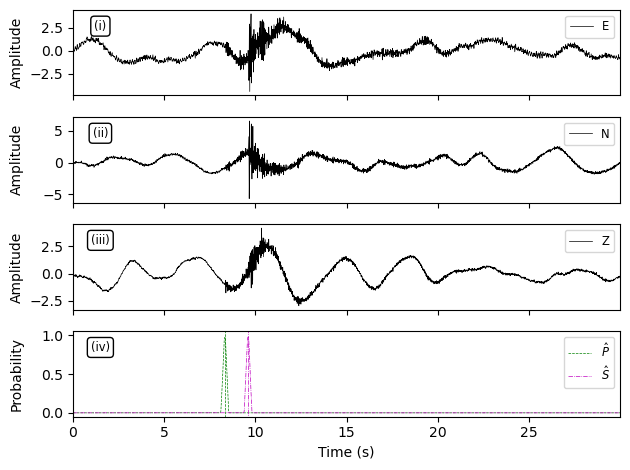 (i)
E
Amplitude
2.5
0.0
−2.5
(ii)
N
Amplitude
5
0
−5
(iii)
Z
Amplitude
2.5
0.0
−2.5
(iv)
P̂
Ŝ
Probability
1.0
0.5
0.0
0 5 10 15 20 25
Time (s)